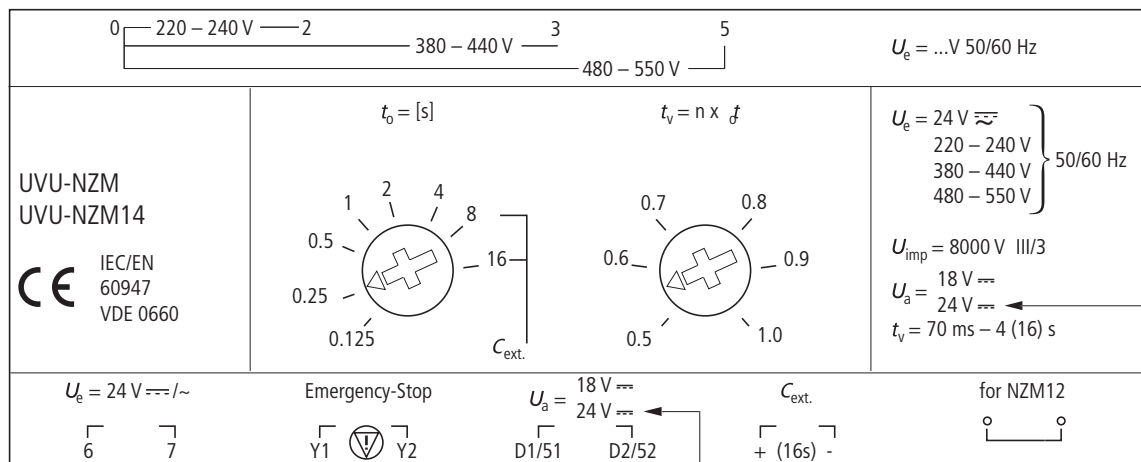 0 220 – 240 V 2
380 – 440 V 3
480 – 550 V 5
Ue = ...V 50/60 Hz
UVU-NZM
UVU-NZM14
CE
IEC/EN
60947
VDE 0660
to = [s]
0.125
0.25
0.5
1
2
4
8
16
Cext.
tv = n x to
0.5
0.6
0.7
0.8
0.9
1.0
Ue = 24 V
220 – 240 V
380 – 440 V
480 – 550 V
50/60 Hz
Uimp = 8000 V III/3
Ua = 18 V
24 V
tv = 70 ms – 4 (16) s
Ue = 24 V /~
6 7
Emergency-Stop
Y1 Y2
Ua = 18 V
24 V
D1/51 D2/52
Cext.
+ (16s) -
for NZM12